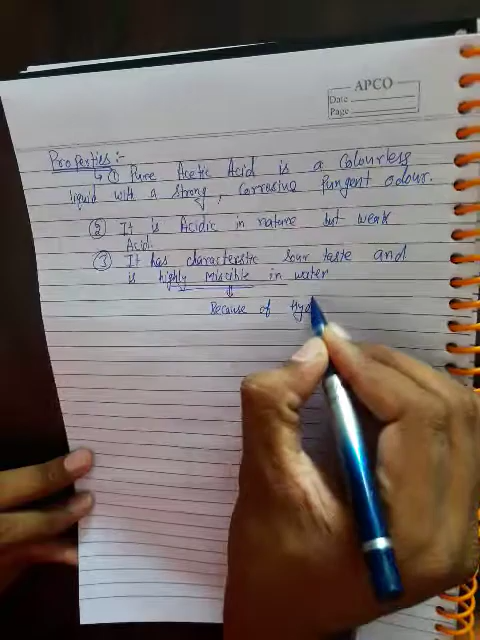 APCO
Date
Page
Properties :-
① Pure Acetic Acid is a Colourless
liquid with a strong, Corrosive Pungent Odour.
② It is Acidic in nature but weak
Acid.
③ It has characterstic Sour taste and
is highly Miscible in water
Because of Hyd